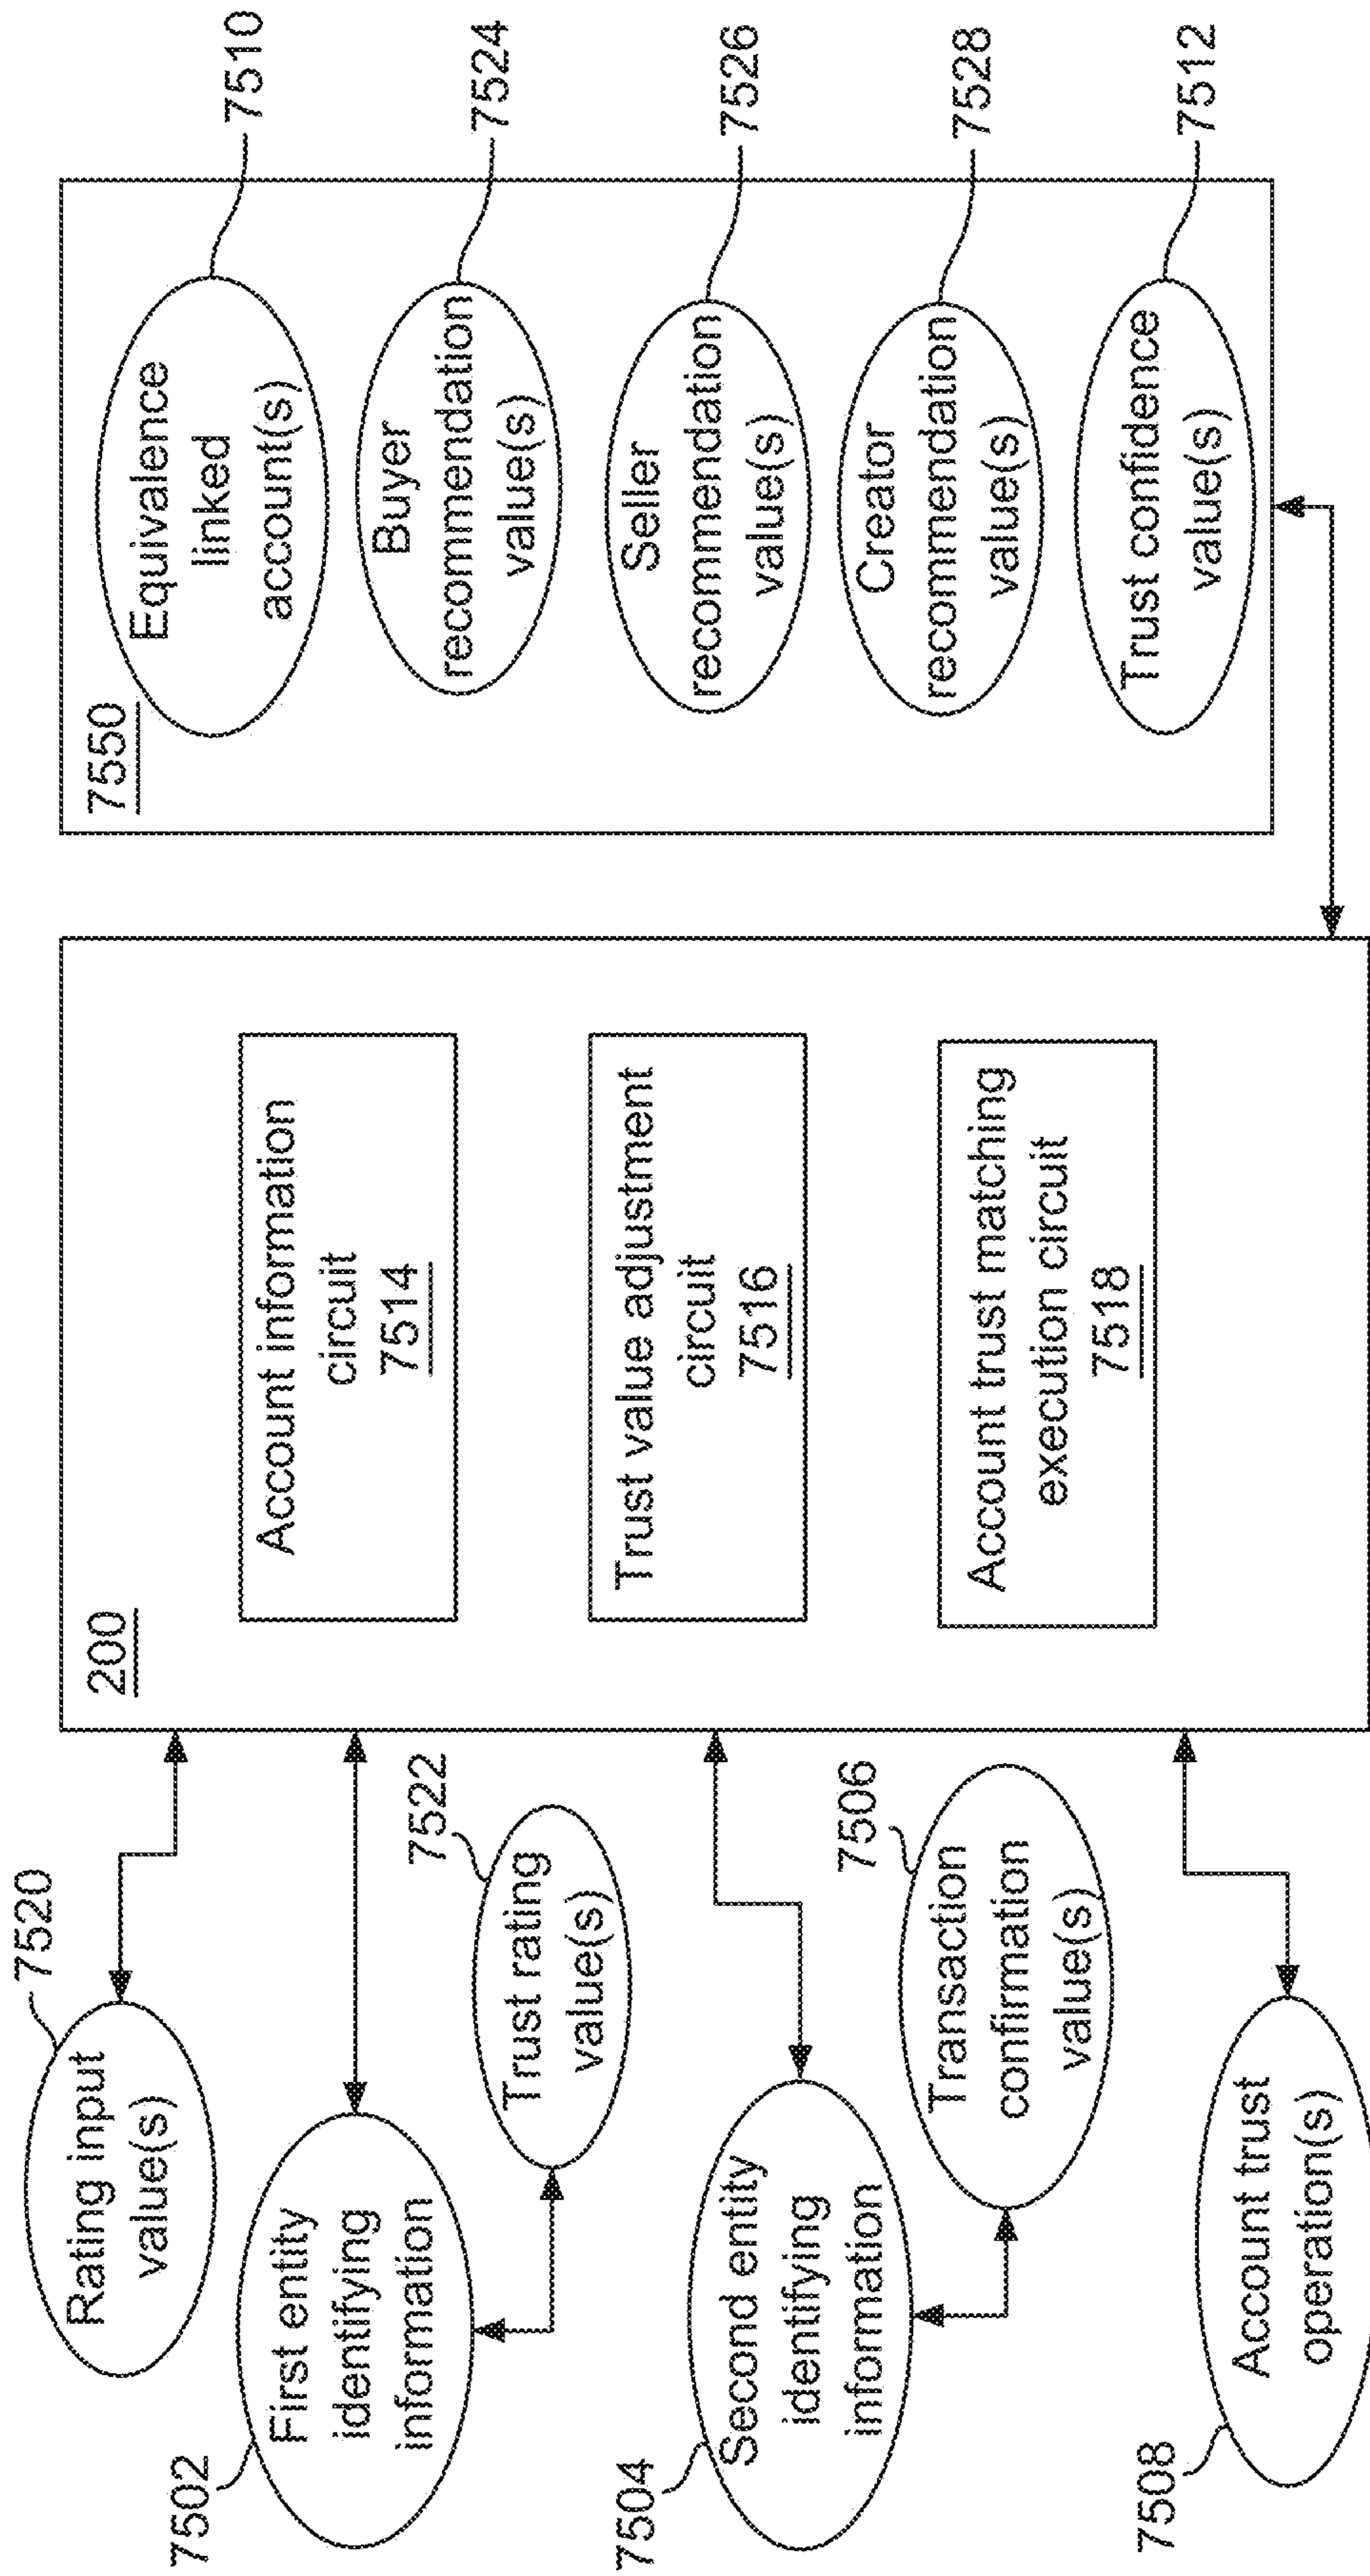 7520
Rating input
value(s)
7502
First entity
identifying
information
7522
Trust rating
value(s)
7504
Second entity
identifying
information
7506
Transaction
confirmation
value(s)
7508
Account trust
operation(s)
200
Account information
circuit
7514
Trust value adjustment
circuit
7516
Account trust matching
execution circuit
7518
7550
Equivalence
linked
account(s)
7510
Buyer
recommendation
value(s)
7524
Seller
recommendation
value(s)
7526
Creator
recommendation
value(s)
7528
Trust confidence
value(s)
7512